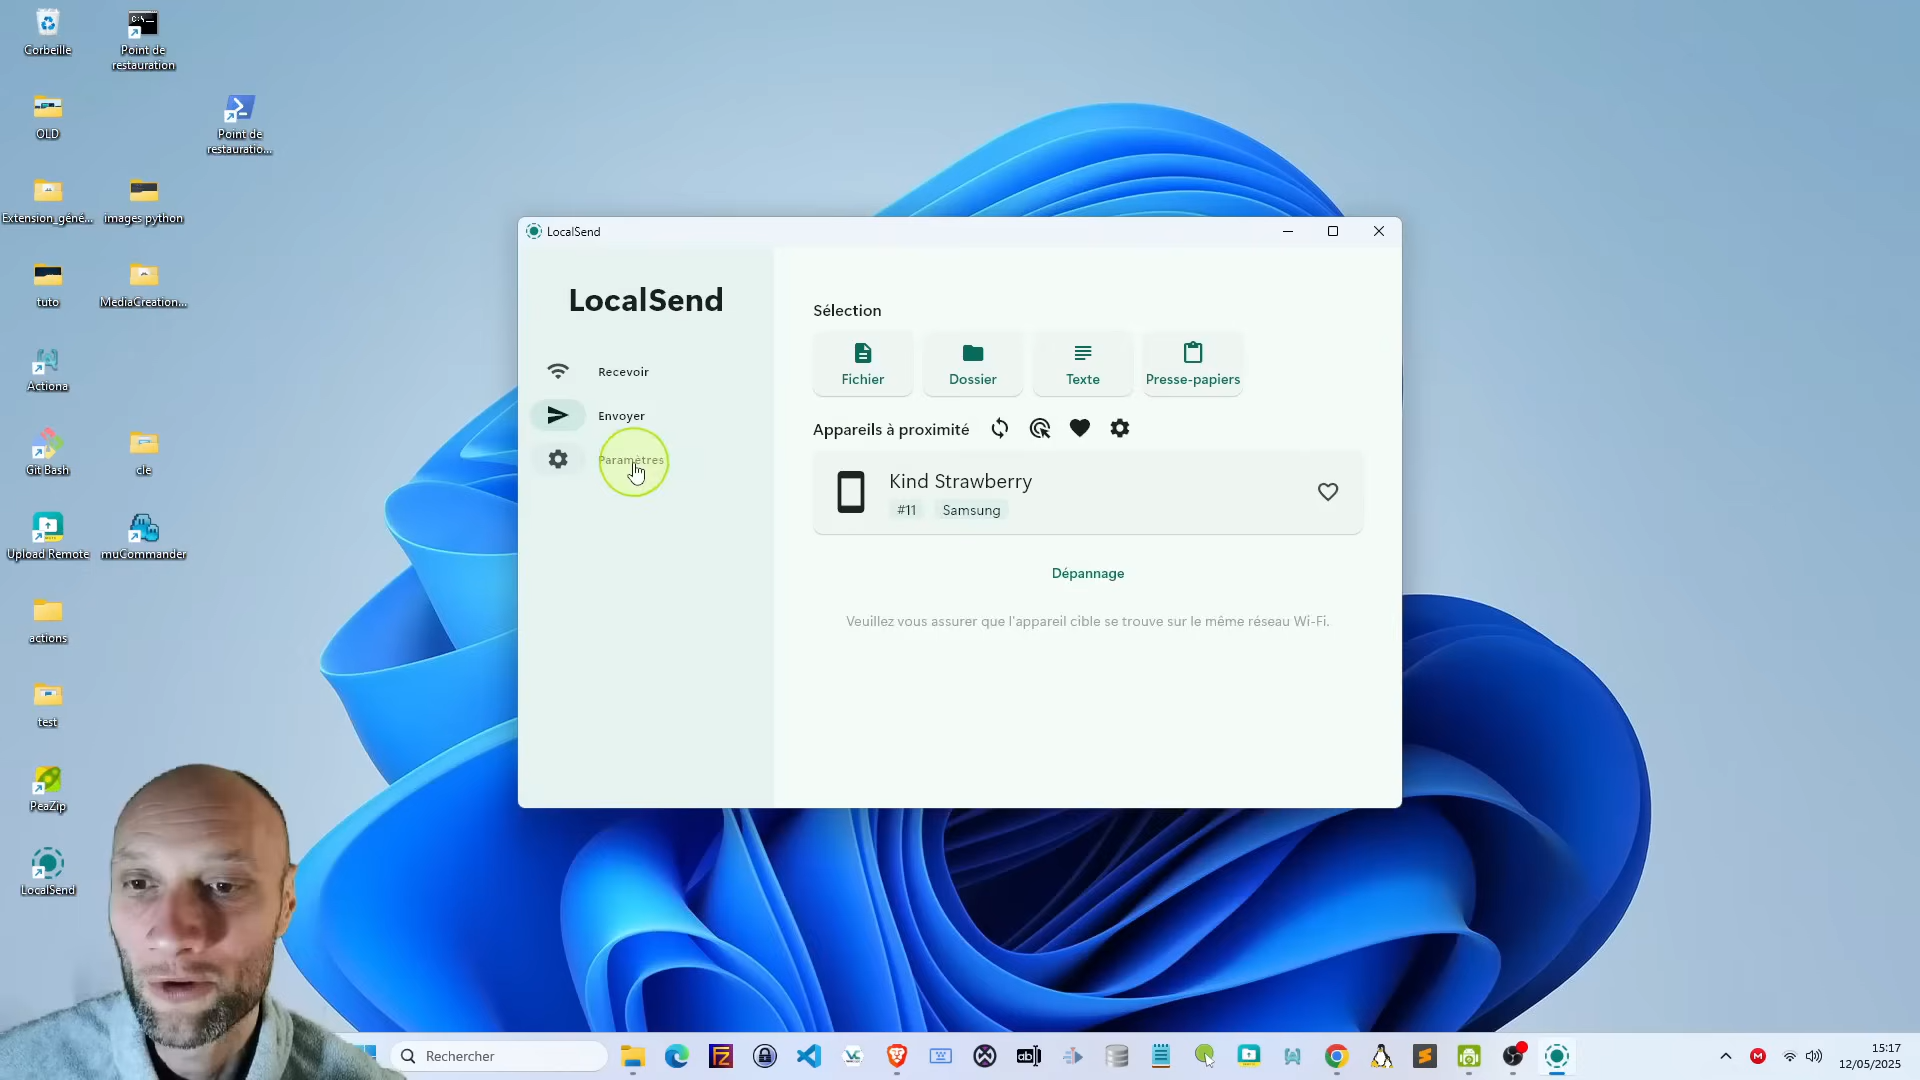 Corbeille
Point de
restauration
OLD
Point de
restauratio...
Extension_géné...
images python
tuto
MediaCreation...
Actiona
Git Bash
cle
Upload Remote
muCommander
actions
test
PeaZip
LocalSend
LocalSend
LocalSend
Recevoir
Envoyer
Paramètres
Sélection
Fichier
Dossier
Texte
Presse-papiers
Appareils à proximité
Kind Strawberry
#11
Samsung
Dépannage
Veuillez vous assurer que l'appareil cible se trouve sur le même réseau Wi-Fi.
Rechercher
15:17
12/05/2025